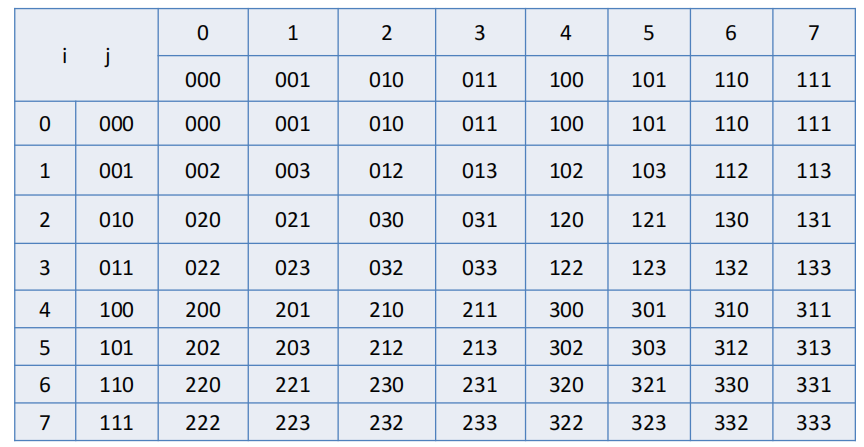 i j 0 1 2 3 4 5 6 7
000 001 010 011 100 101 110 111
0 000 000 001 010 011 100 101 110 111
1 001 002 003 012 013 102 103 112 113
2 010 020 021 030 031 120 121 130 131
3 011 022 023 032 033 122 123 132 133
4 100 200 201 210 211 300 301 310 311
5 101 202 203 212 213 302 303 312 313
6 110 220 221 230 231 320 321 330 331
7 111 222 223 232 233 322 323 332 333